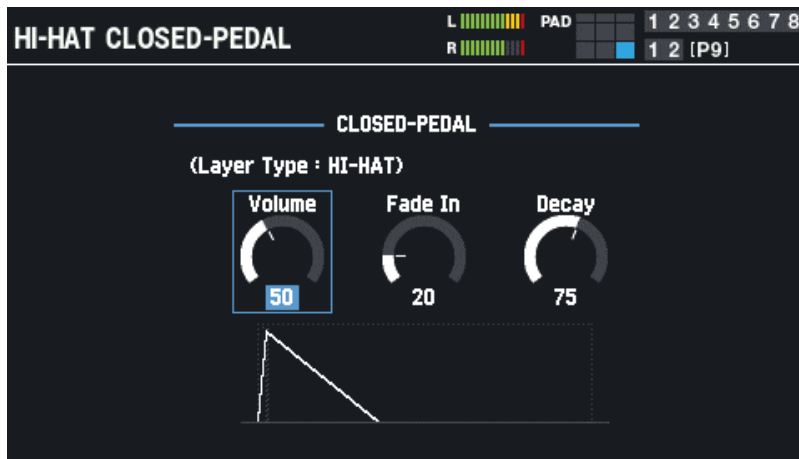 HI-HAT CLOSED-PEDAL
L
R
PAD
1 2 3 4 5 6 7 8
1 2 [P9]
CLOSED-PEDAL
(Layer Type : HI-HAT)
Volume Fade In Decay
50 20 75